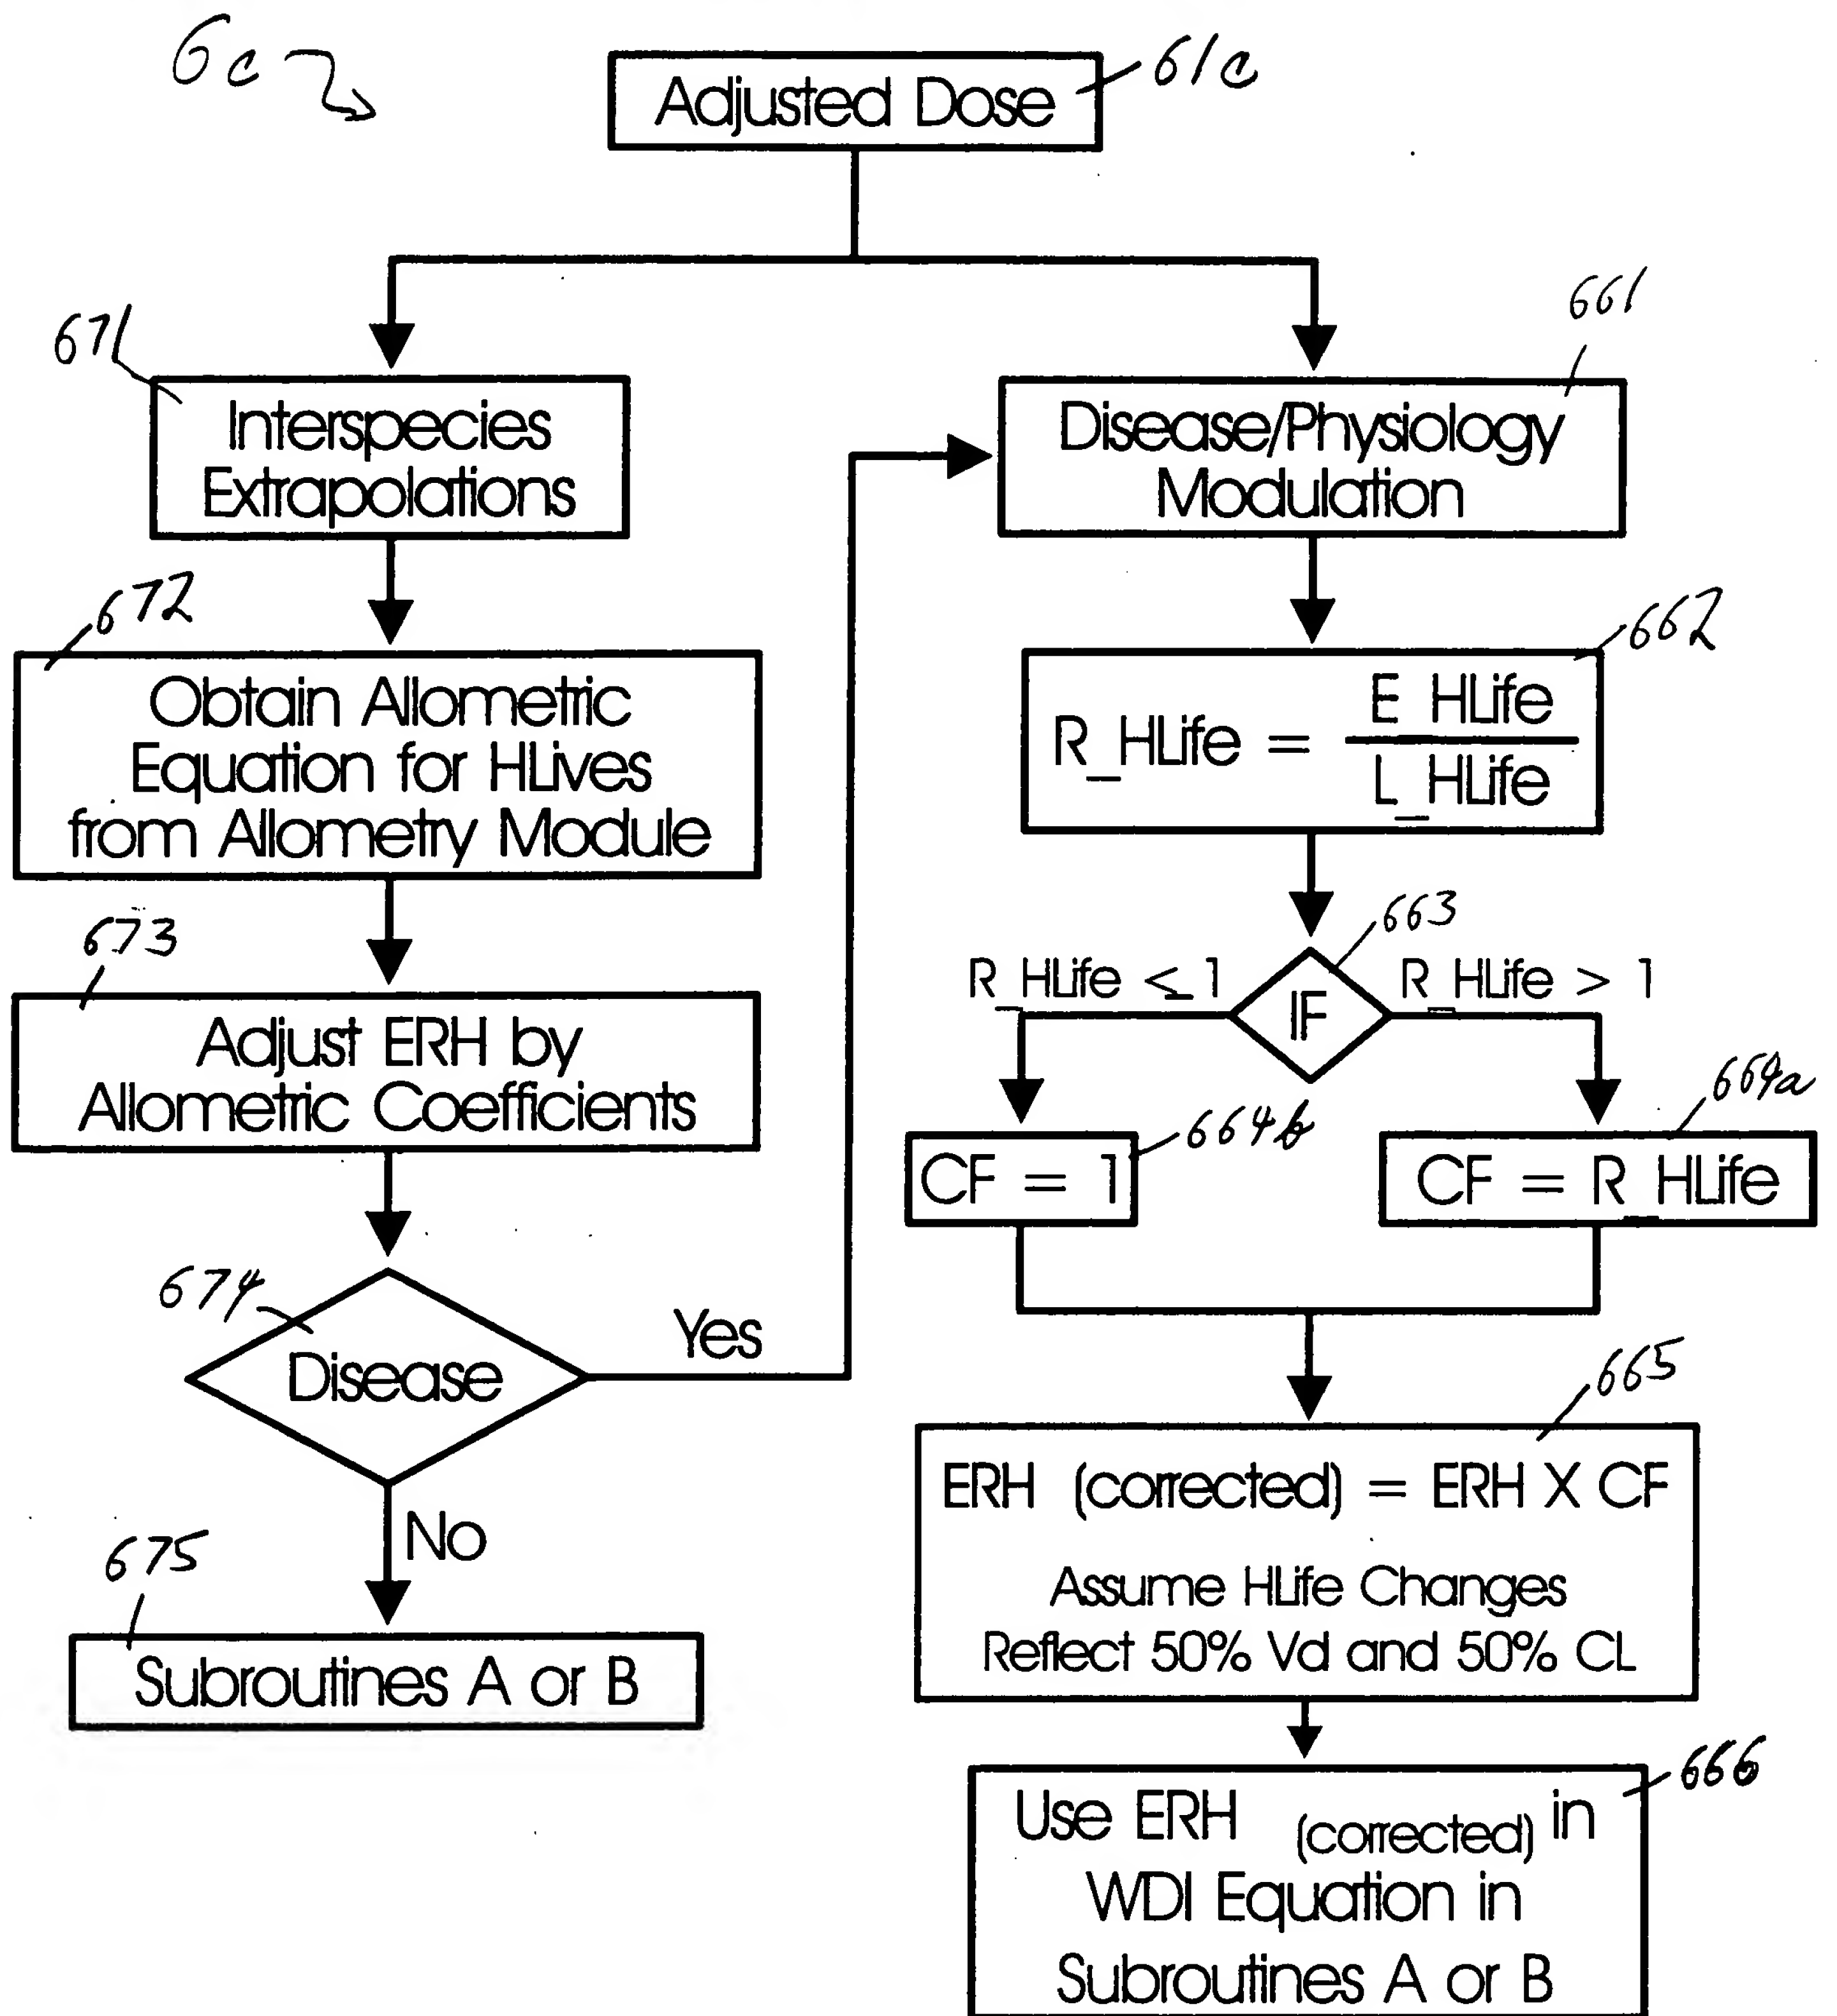 6c
Adjusted Dose
61c
671
Interspecies
Extrapolations
672
Obtain Allometric
Equation for HLives
from Allometry Module
673
Adjust ERH by
Allometric Coefficients
674
Disease
Yes
No
675
Subroutines A or B
661
Disease/Physiology
Modulation
662
R_HLife = E_HLife
L_HLife
663
R_HLife ≤ 1
IF
R_HLife > 1
664b
CF = 1
664a
CF = R_HLife
665
ERH (corrected) = ERH X CF
Assume HLife Changes
Reflect 50% Vd and 50% CL
666
Use ERH (corrected) in
WDI Equation in
Subroutines A or B